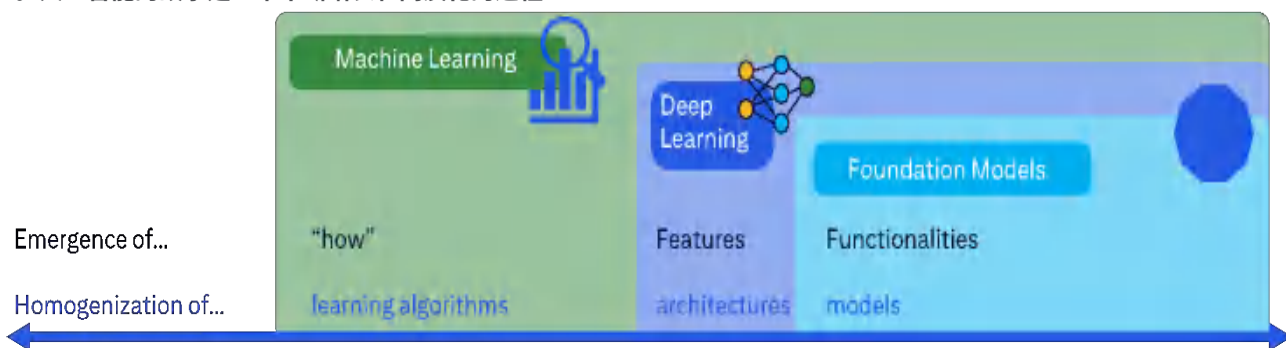 Machine Learning
Deep
Learning
Foundation Models
Emergence of...
"how"
Features
Functionalities
Homogenization of...
learning algorithms
architectures
models